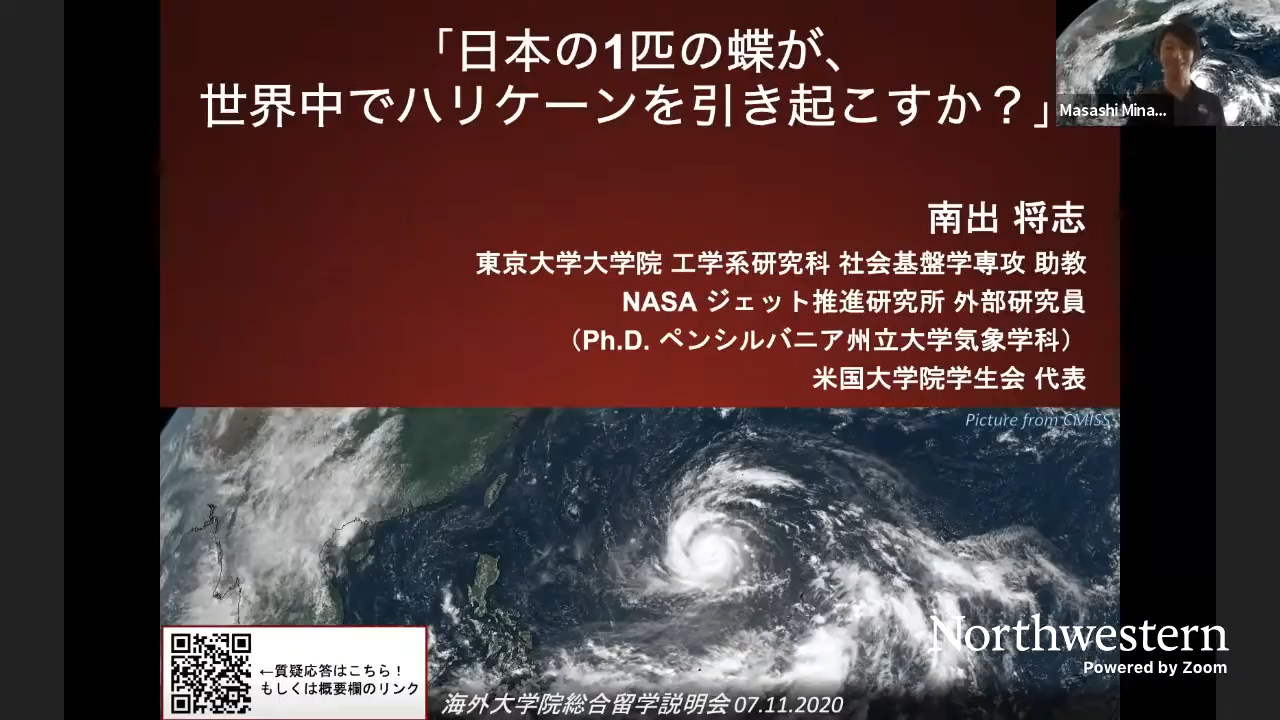 「日本の1匹の蝶が、
世界中でハリケーンを引き起こすか？」
Masashi Mina...
南出 将志
東京大学大学院 工学系研究科 社会基盤学専攻 助教
NASA ジェット推進研究所 外部研究員
（Ph.D. ペンシルバニア州立大学気象学科）
米国大学院学生会 代表
Picture from CMISS
←質疑応答はこちら！
もしくは概要欄のリンク
海外大学院総合留学説明会 07.11.2020
Northwestern
Powered by Zoom